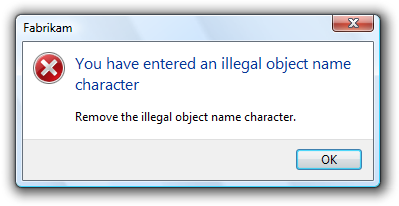 Fabrikam
You have entered an illegal object name
character
Remove the illegal object name character.
OK